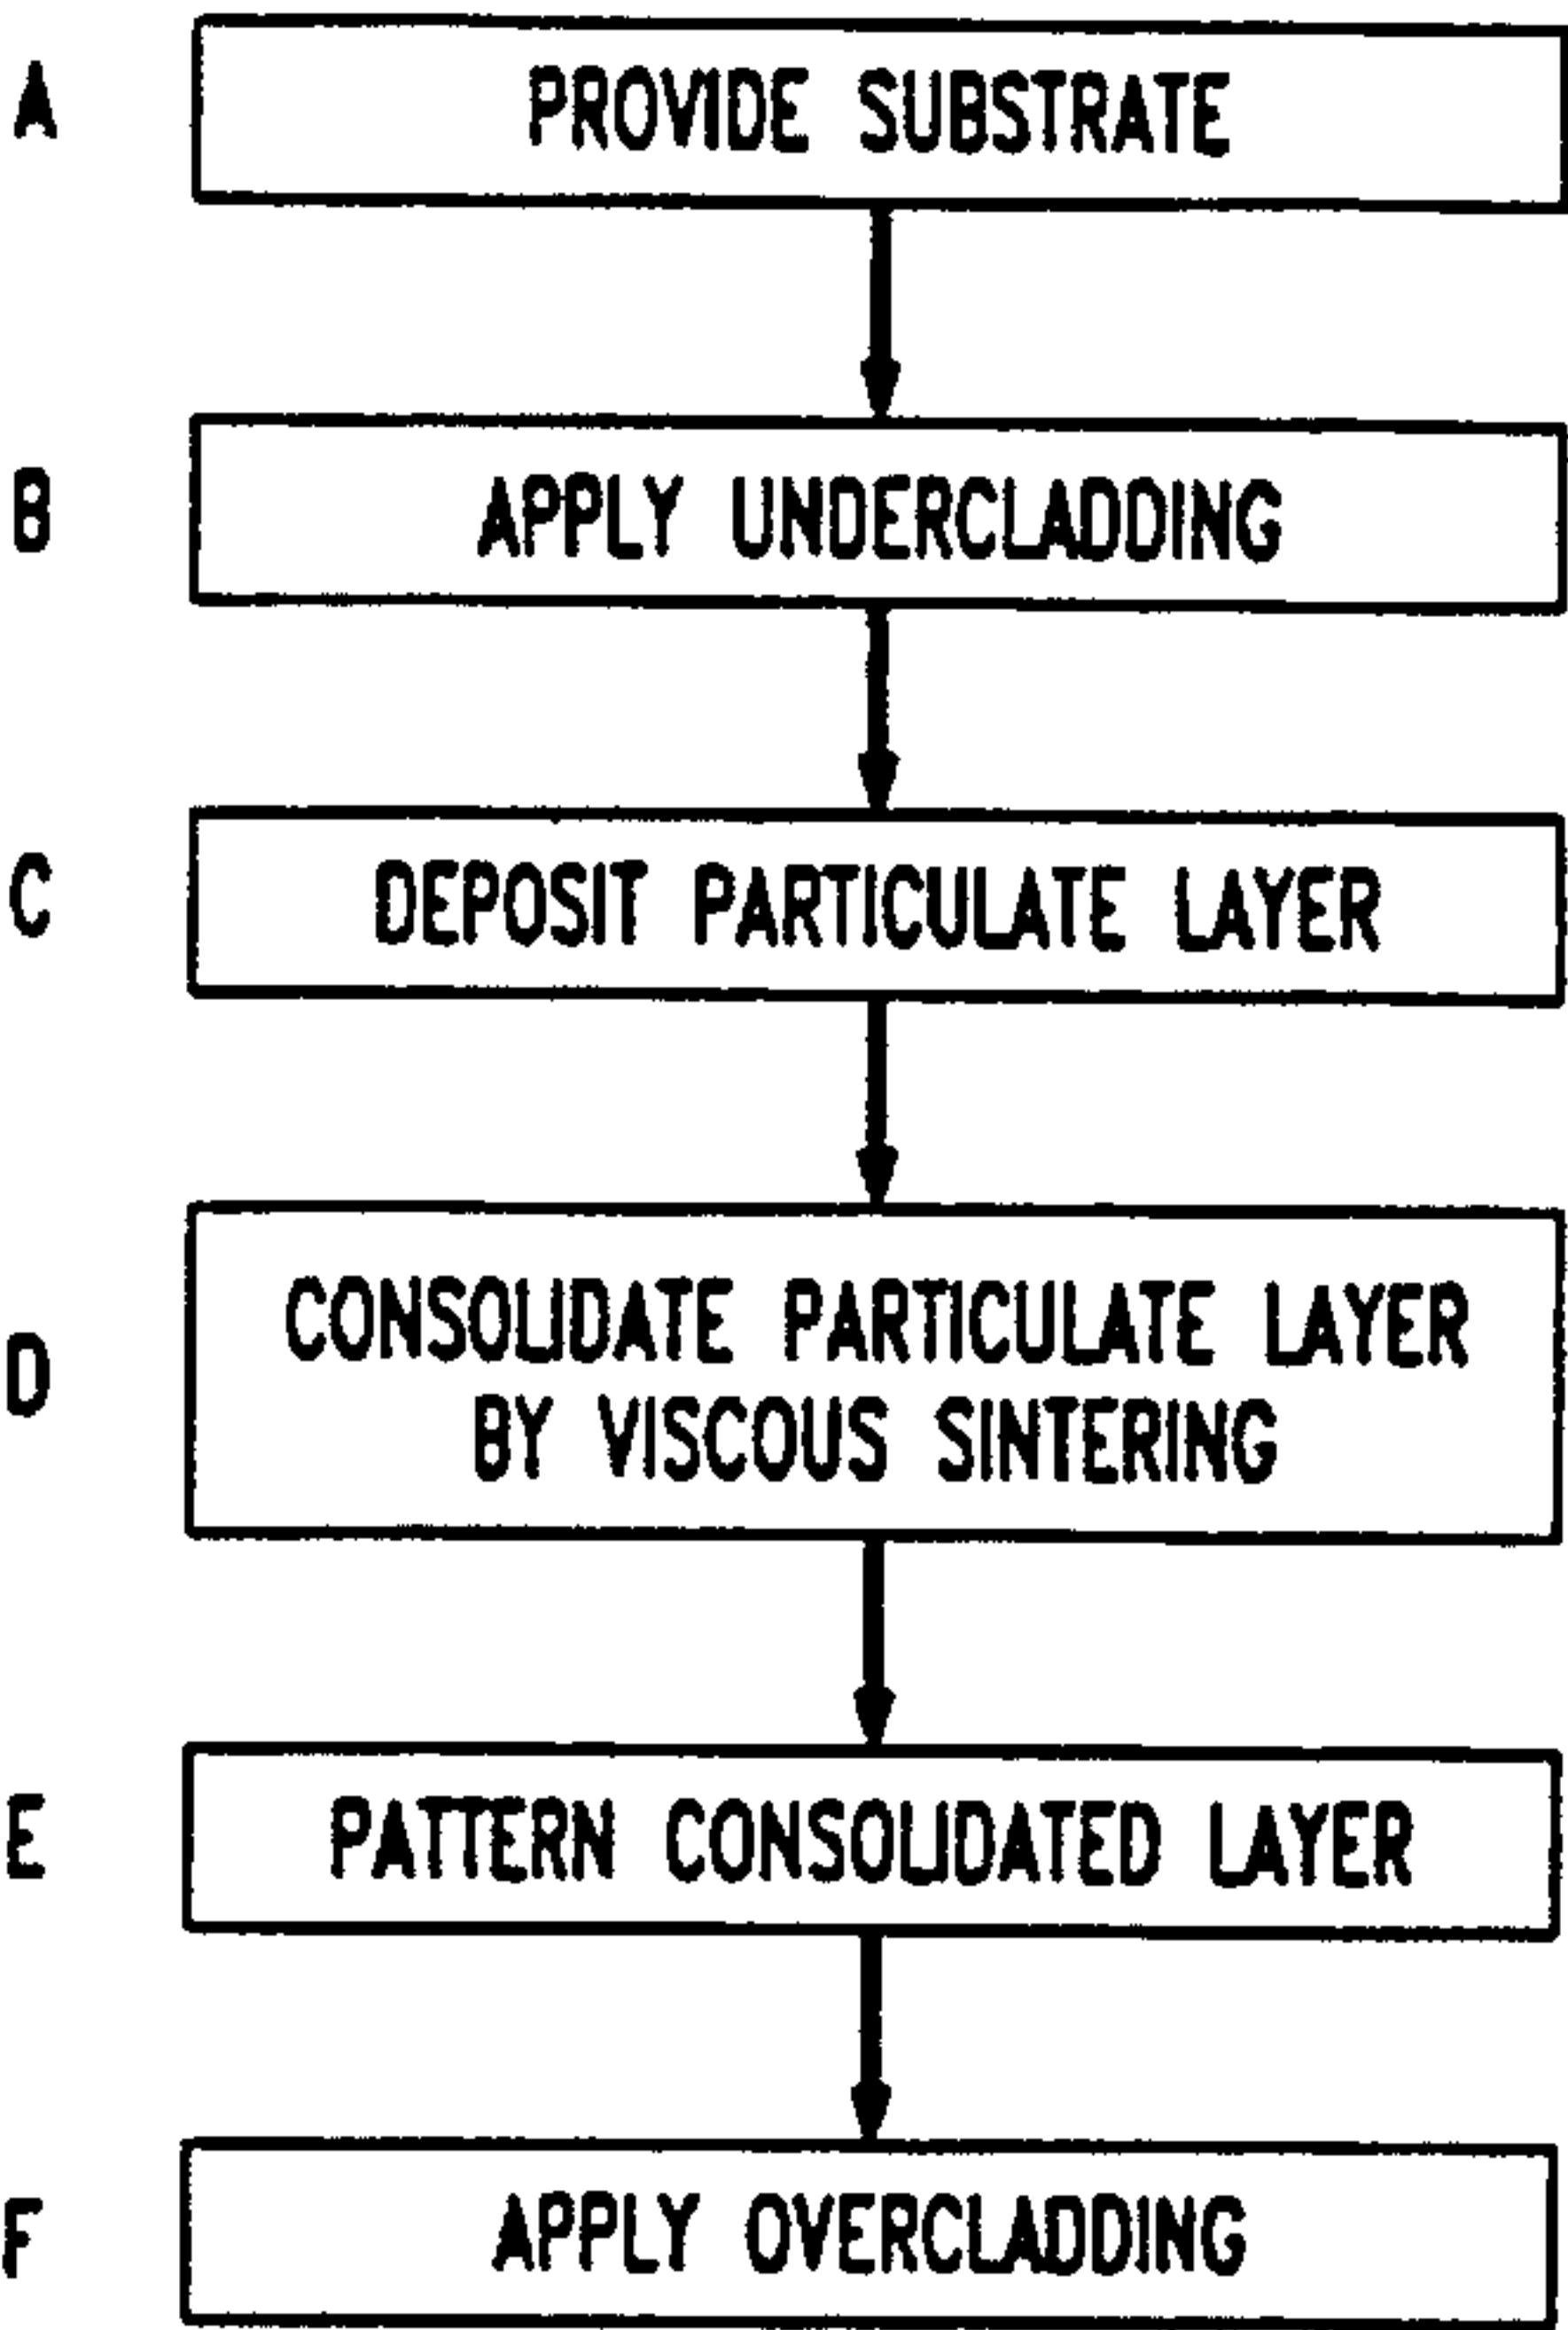 A
PROVIDE SUBSTRATE
B
APPLY UNDERCLADDING
C
DEPOSIT PARTICULATE LAYER
D
CONSOLIDATE PARTICULATE LAYER
BY VISCOUS SINTERING
E
PATTERN CONSOLIDATED LAYER
F
APPLY OVERCLADDING